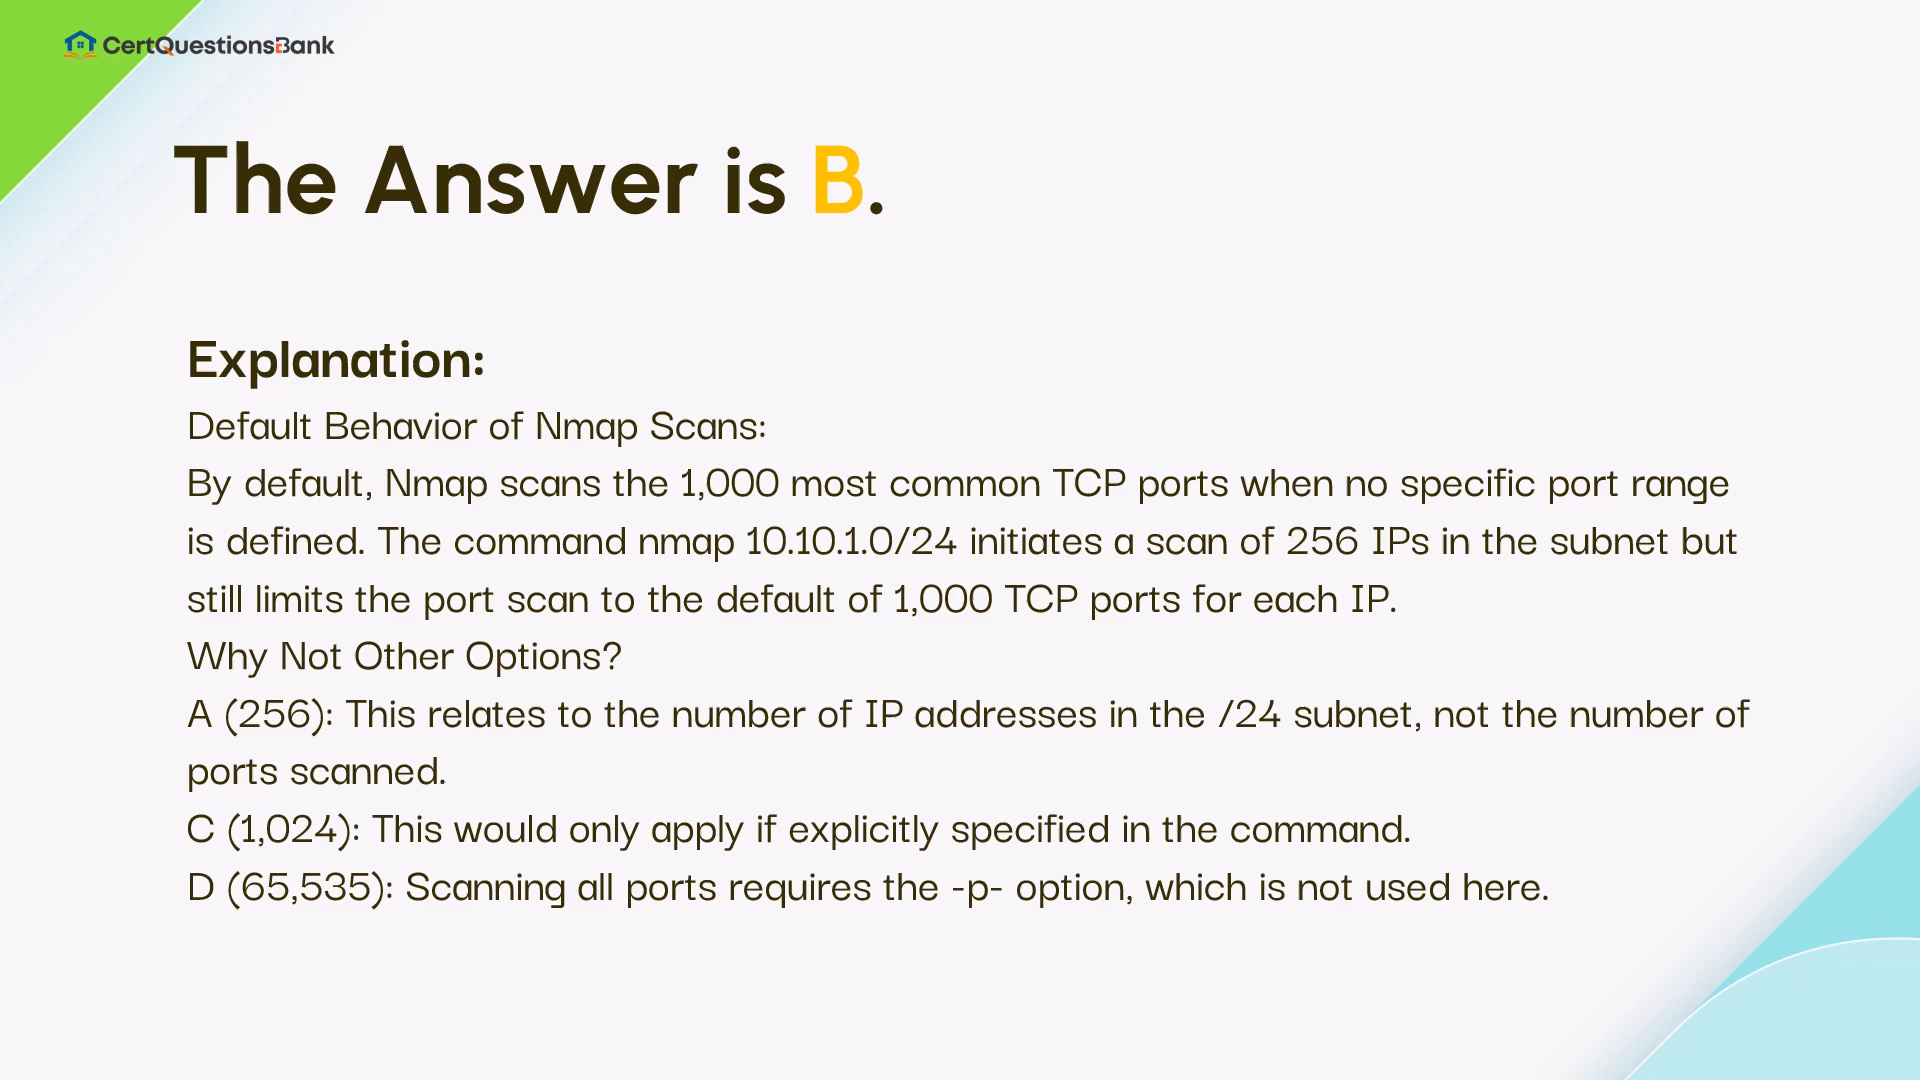 CertQuestionsBank
The Answer is B.
Explanation:
Default Behavior of Nmap Scans:
By default, Nmap scans the 1,000 most common TCP ports when no specific port range
is defined. The command nmap 10.10.1.0/24 initiates a scan of 256 IPs in the subnet but
still limits the port scan to the default of 1,000 TCP ports for each IP.
Why Not Other Options?
A (256): This relates to the number of IP addresses in the /24 subnet, not the number of
ports scanned.
C (1,024): This would only apply if explicitly specified in the command.
D (65,535): Scanning all ports requires the -p- option, which is not used here.